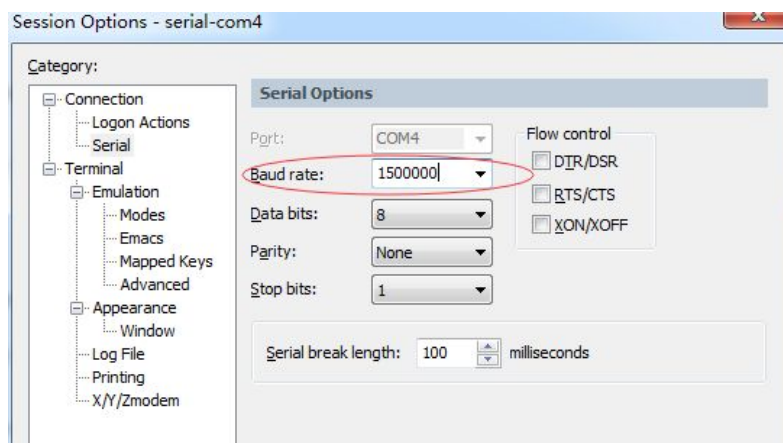 Session Options - serial-com4
x
Category:
Connection
Logon Actions
Serial
Terminal
Emulation
Modes
Emacs
Mapped Keys
Advanced
Appearance
Window
Log File
Printing
X/Y/Zmodem
Serial Options
Port: COM4
Baud rate: 1500000
Data bits: 8
Parity: None
Stop bits: 1
Flow control
DTR/DSR
RTS/CTS
XON/XOFF
Serial break length: 100 milliseconds